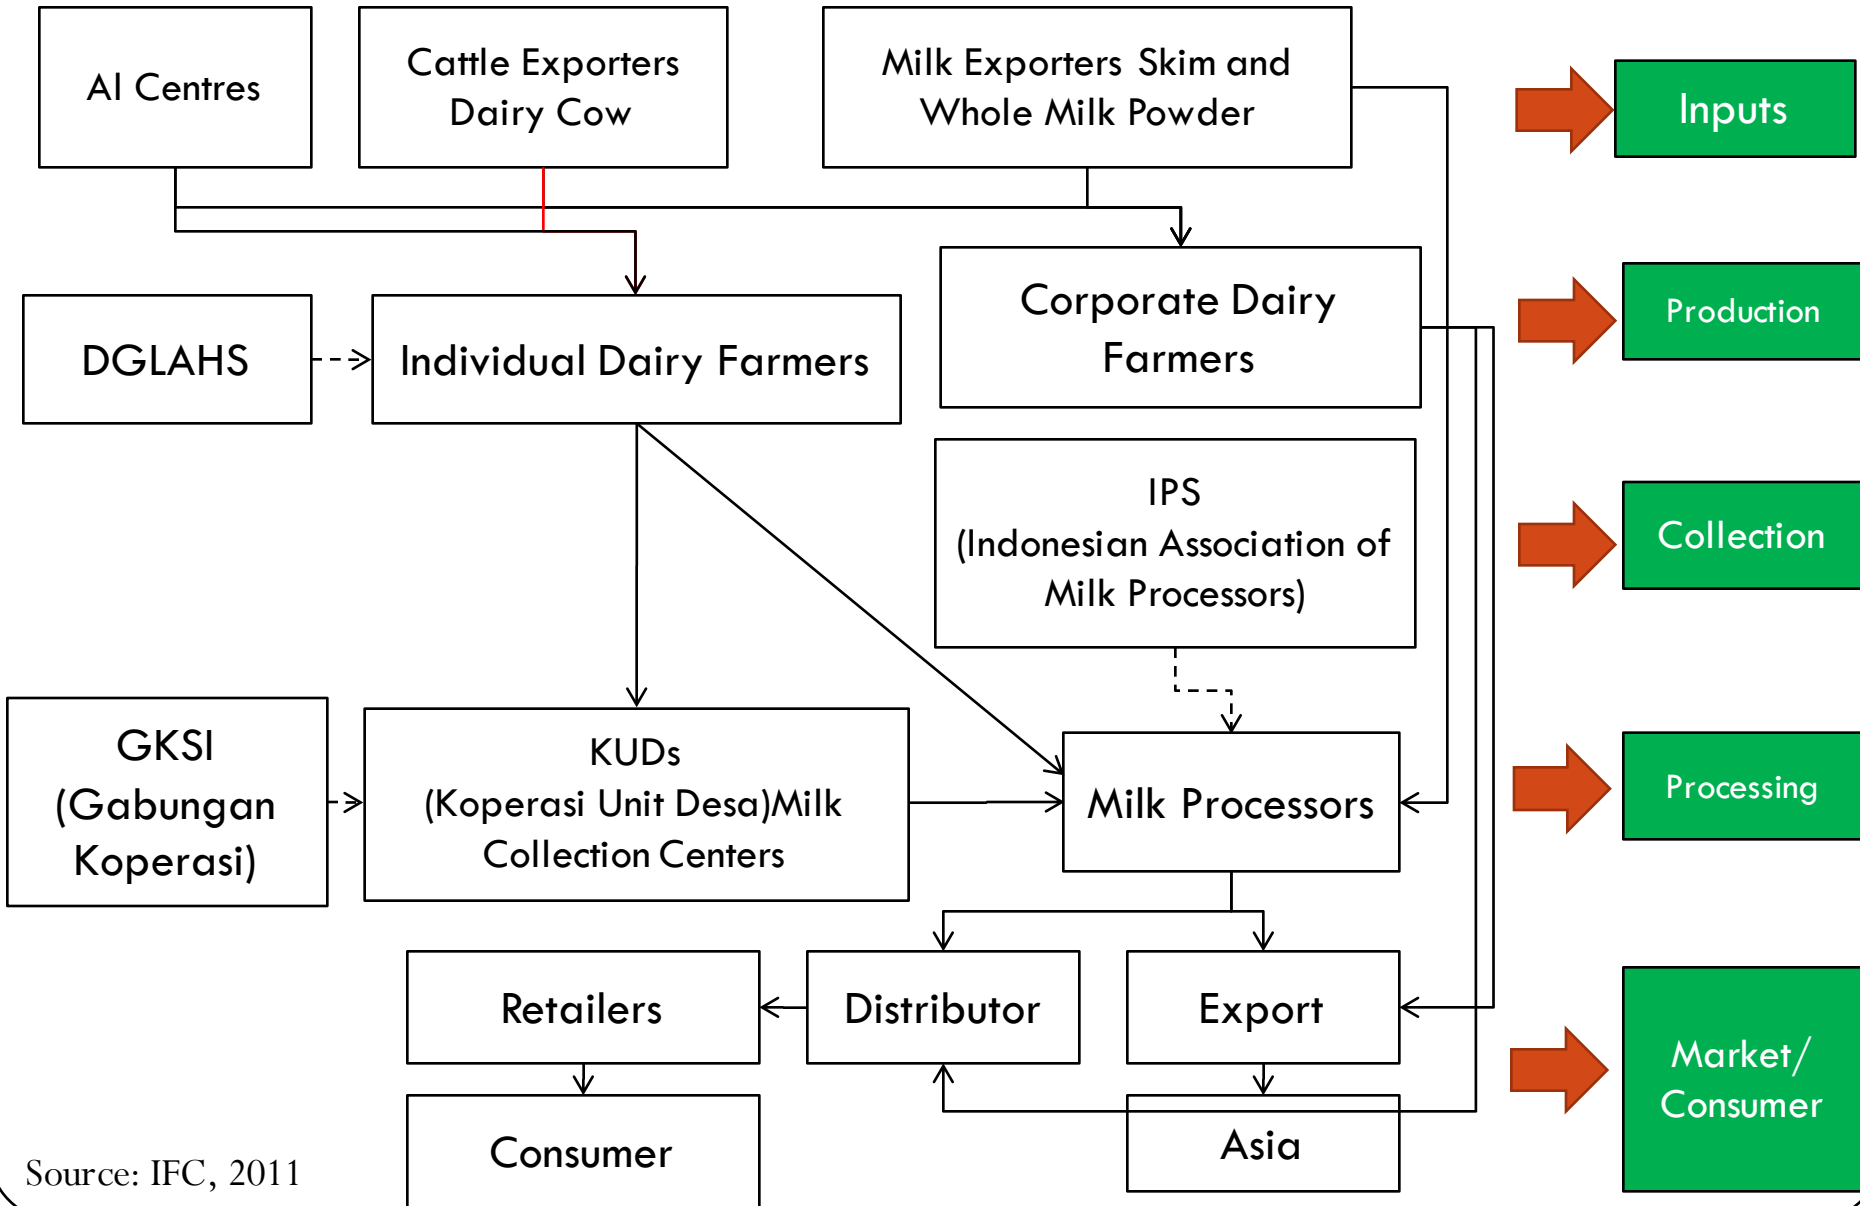 AI Centres
Cattle Exporters
Dairy Cow
Milk Exporters Skim and
Whole Milk Powder
Inputs
DGLAHS
Individual Dairy Farmers
Corporate Dairy
Farmers
Production
IPS
(Indonesian Association of
Milk Processors)
Collection
GKSI
(Gabungan
Koperasi)
KUDs
(Koperasi Unit Desa)Milk
Collection Centers
Milk Processors
Processing
Retailers
Distributor
Export
Market/
Consumer
Consumer
Asia
Source: IFC, 2011